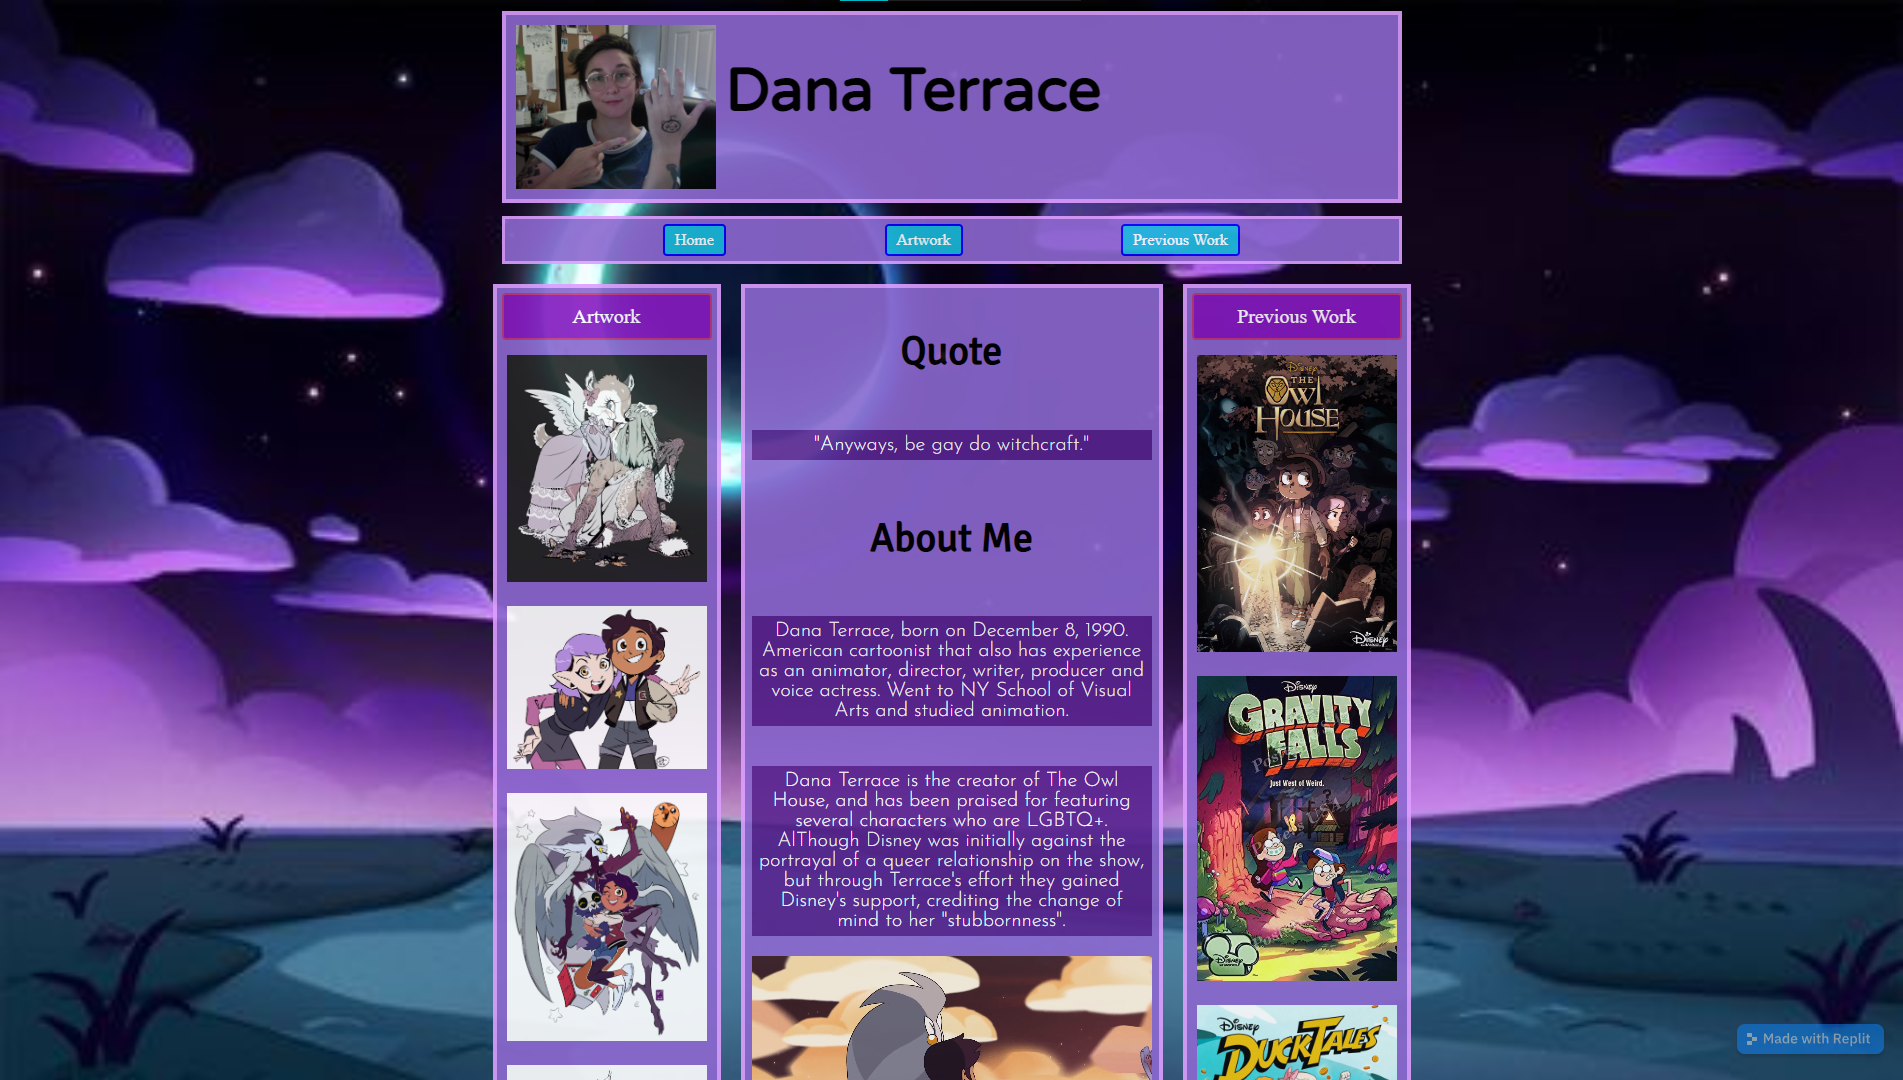 Dana Terrace
Home
Artwork
Previous Work
Artwork
Quote
"Anyways, be gay do witchcraft."
About Me
Dana Terrace, born on December 8, 1990.
American cartoonist that also has experience
as an animator, director, writer, producer and
voice actress. Went to NY School of Visual
Arts and studied animation.
Dana Terrace is the creator of The Owl
House, and has been praised for featuring
several characters who are LGBTQ+.
AlThough Disney was initially against the
portrayal of a queer relationship on the show,
but through Terrace's effort they gained
Disney's support, crediting the change of
mind to her "stubbornness".
Previous Work
Disney
THE
OWL
HOUSE
Disney
Disney
GRAVITY
FALLS
Just West of Weird.
Disney
Disney
DUCKTALES
Made with Replit